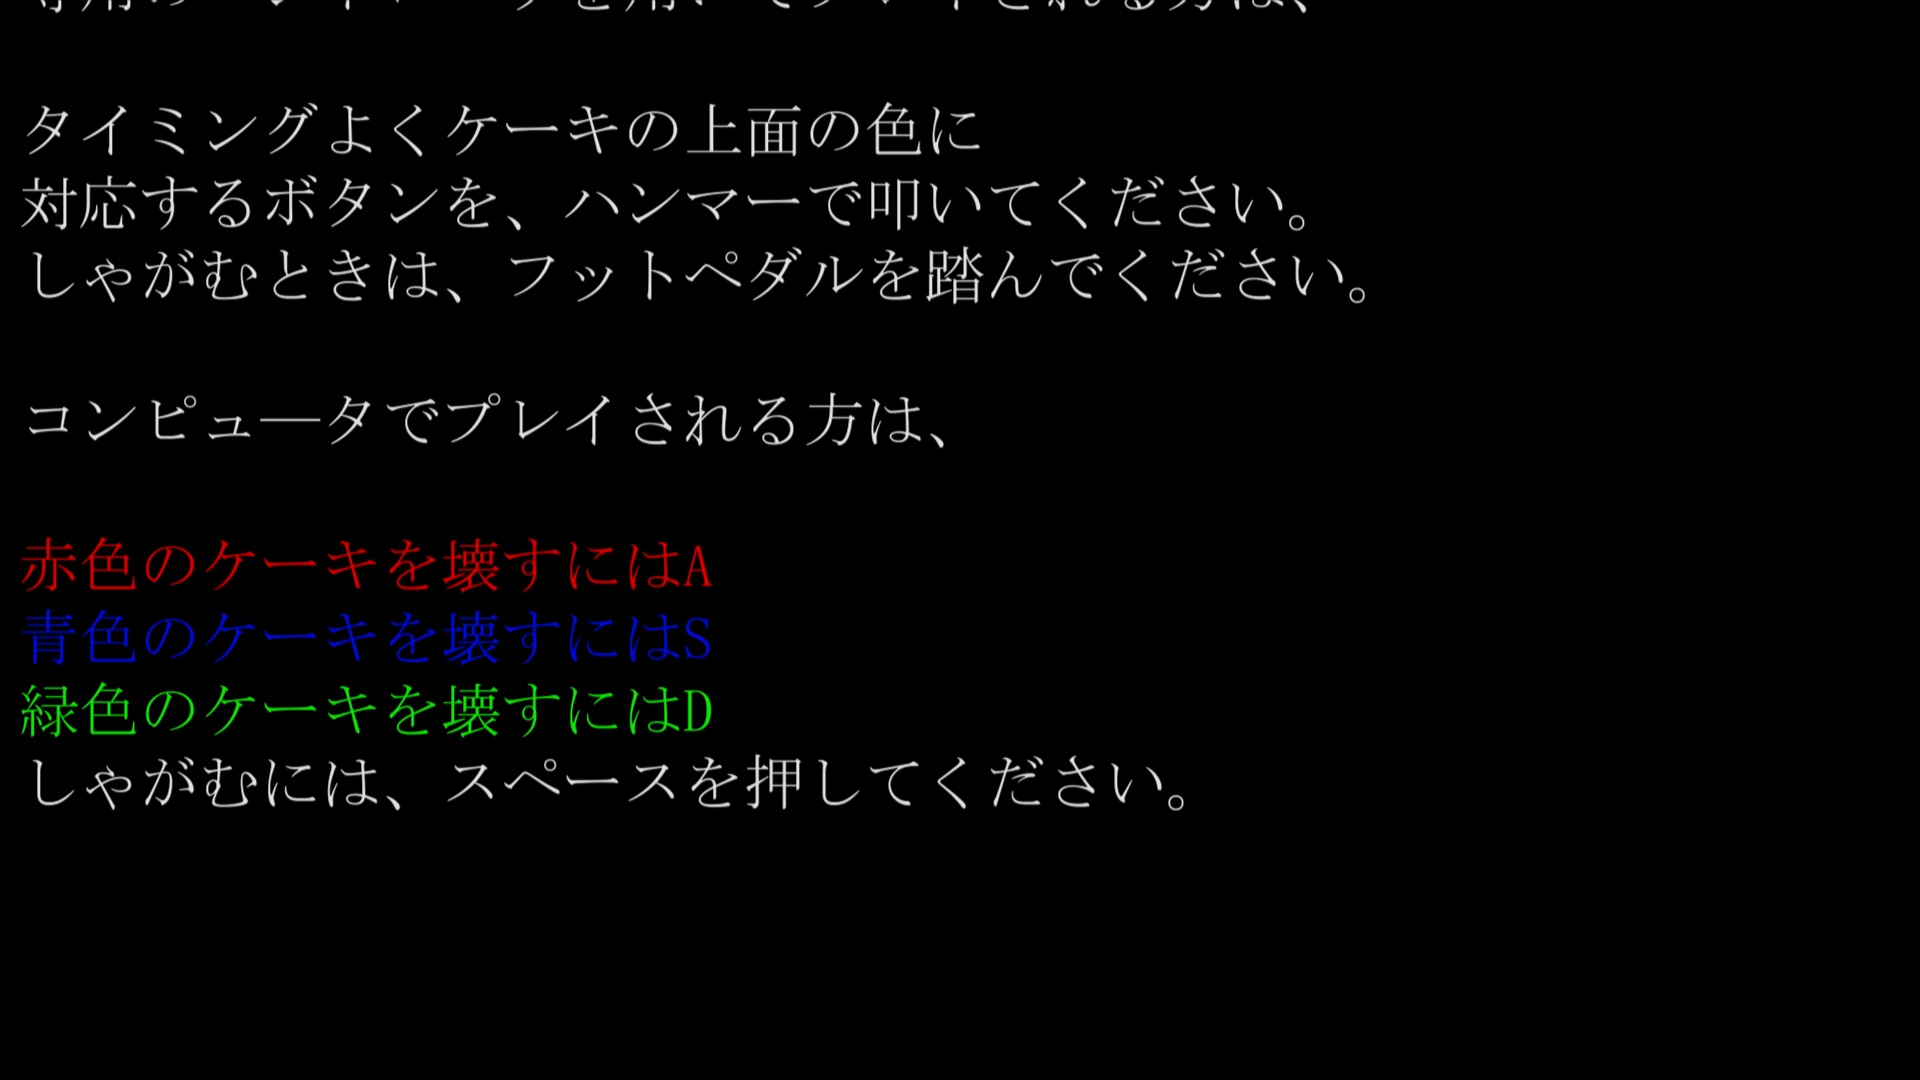 タイミングよくケーキの上面の色に
対応するボタンを、ハンマーで叩いてください。
しゃがむときは、フットペダルを踏んでください。
コンピュ―タでプレイされる方は、
赤色のケーキを壊すにはA
青色のケーキを壊すにはS
緑色のケーキを壊すにはD
しゃがむには、スペースを押してください。